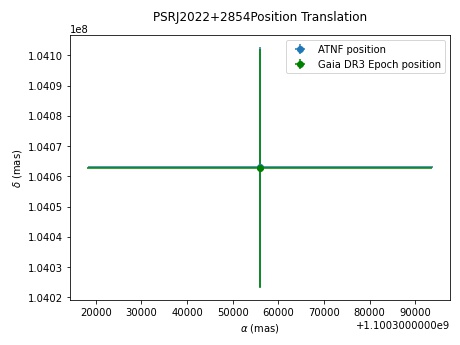 PSRJ2022+2854Position Translation
1e8
ATNF position
Gaia DR3 Epoch position
1.0410
1.0409
1.0408
1.0407
1.0406
1.0405
1.0404
1.0403
1.0402
δ (mas)
20000 30000 40000 50000 60000 70000 80000 90000
α (mas)
+1.1003000000e9